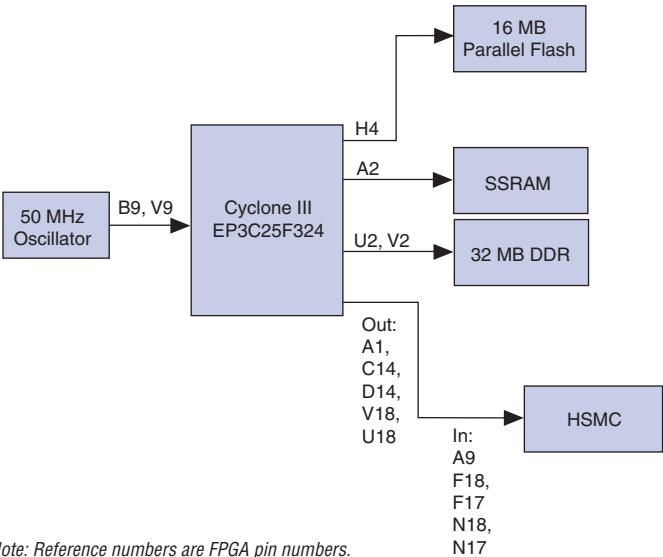 16 MB
Parallel Flash
H4
A2
SSRAM
50 MHz
Oscillator
B9, V9
Cyclone III
EP3C25F324
U2, V2
32 MB DDR
Out:
A1,
C14,
D14,
V18,
U18
HSMC
In:
A9
F18,
F17
N18,
N17
Reference numbers are FPGA pin numbers.